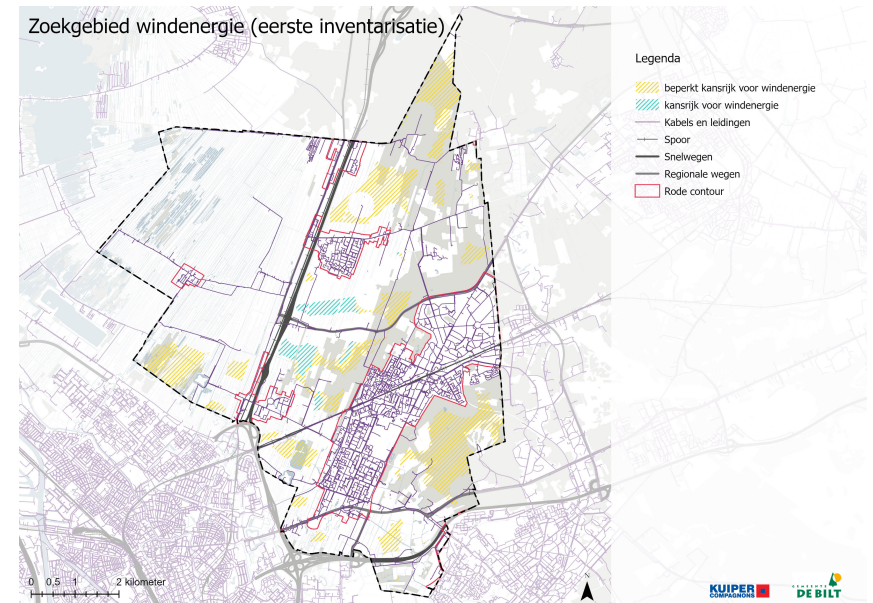 Zoekgebied windenergie (eerste inventarisatie)
Legenda
beperkt kansrijk voor windenergie
kansrijk voor windenergie
Kabels en leidingen
Spoor
Snelwegen
Regionale wegen
Rode contour
0 0,5 1 2 kilometer
N
KUIPER
COMPAGNONS
GEMEENTE
DE BILT